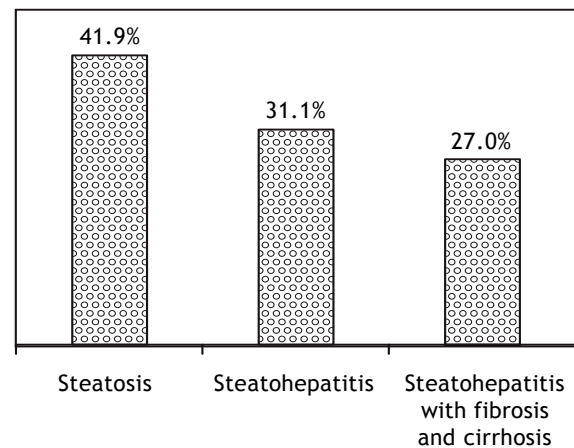 41.9%
31.1%
27.0%
Steatosis
Steatohepatitis
Steatohepatitis
with fibrosis
and cirrhosis